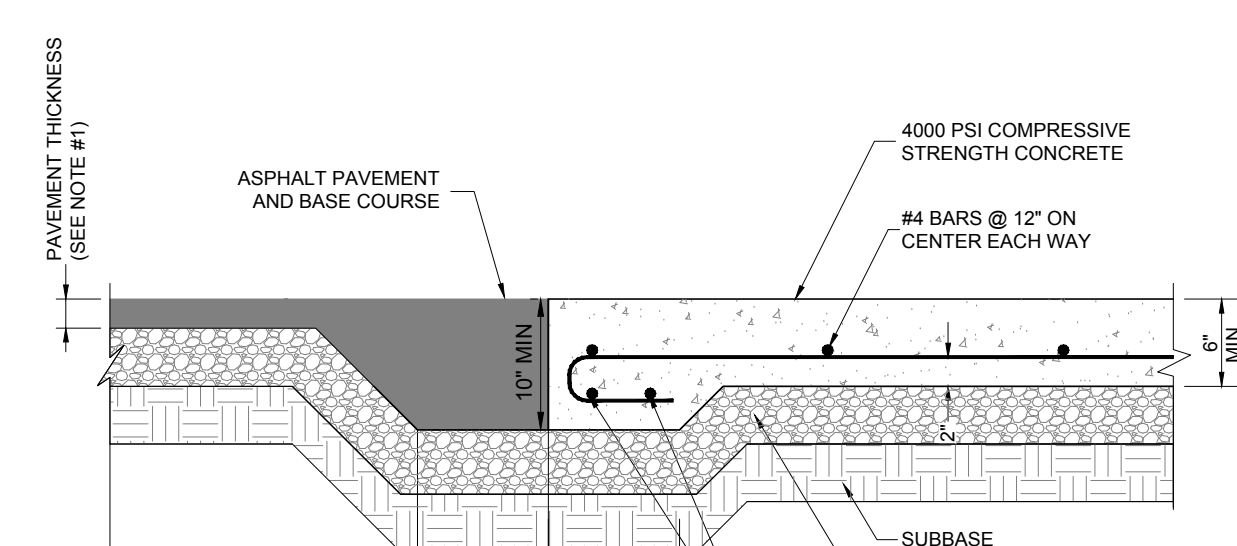 PAVEMENT THICKNESS
(SEE NOTE #1)
ASPHALT PAVEMENT
AND BASE COURSE
4000 PSI COMPRESSIVE
STRENGTH CONCRETE
#4 BARS @ 12" ON
CENTER EACH WAY
10" MIN
6"
MIN
2"
SUBBASE